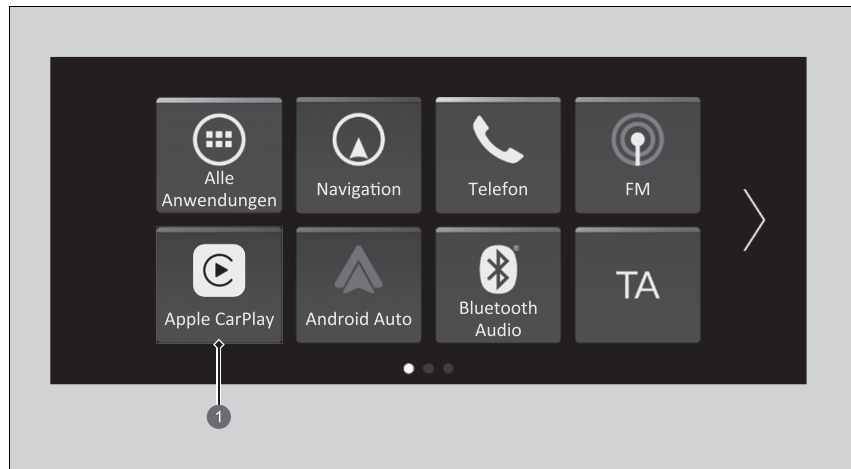 Alle
Anwendungen
Navigation
Telefon
FM
Apple CarPlay
Android Auto
Bluetooth
Audio
TA
1